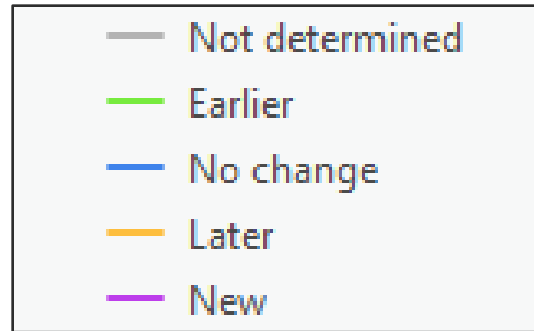 Not determined
Earlier
No change
Later
New